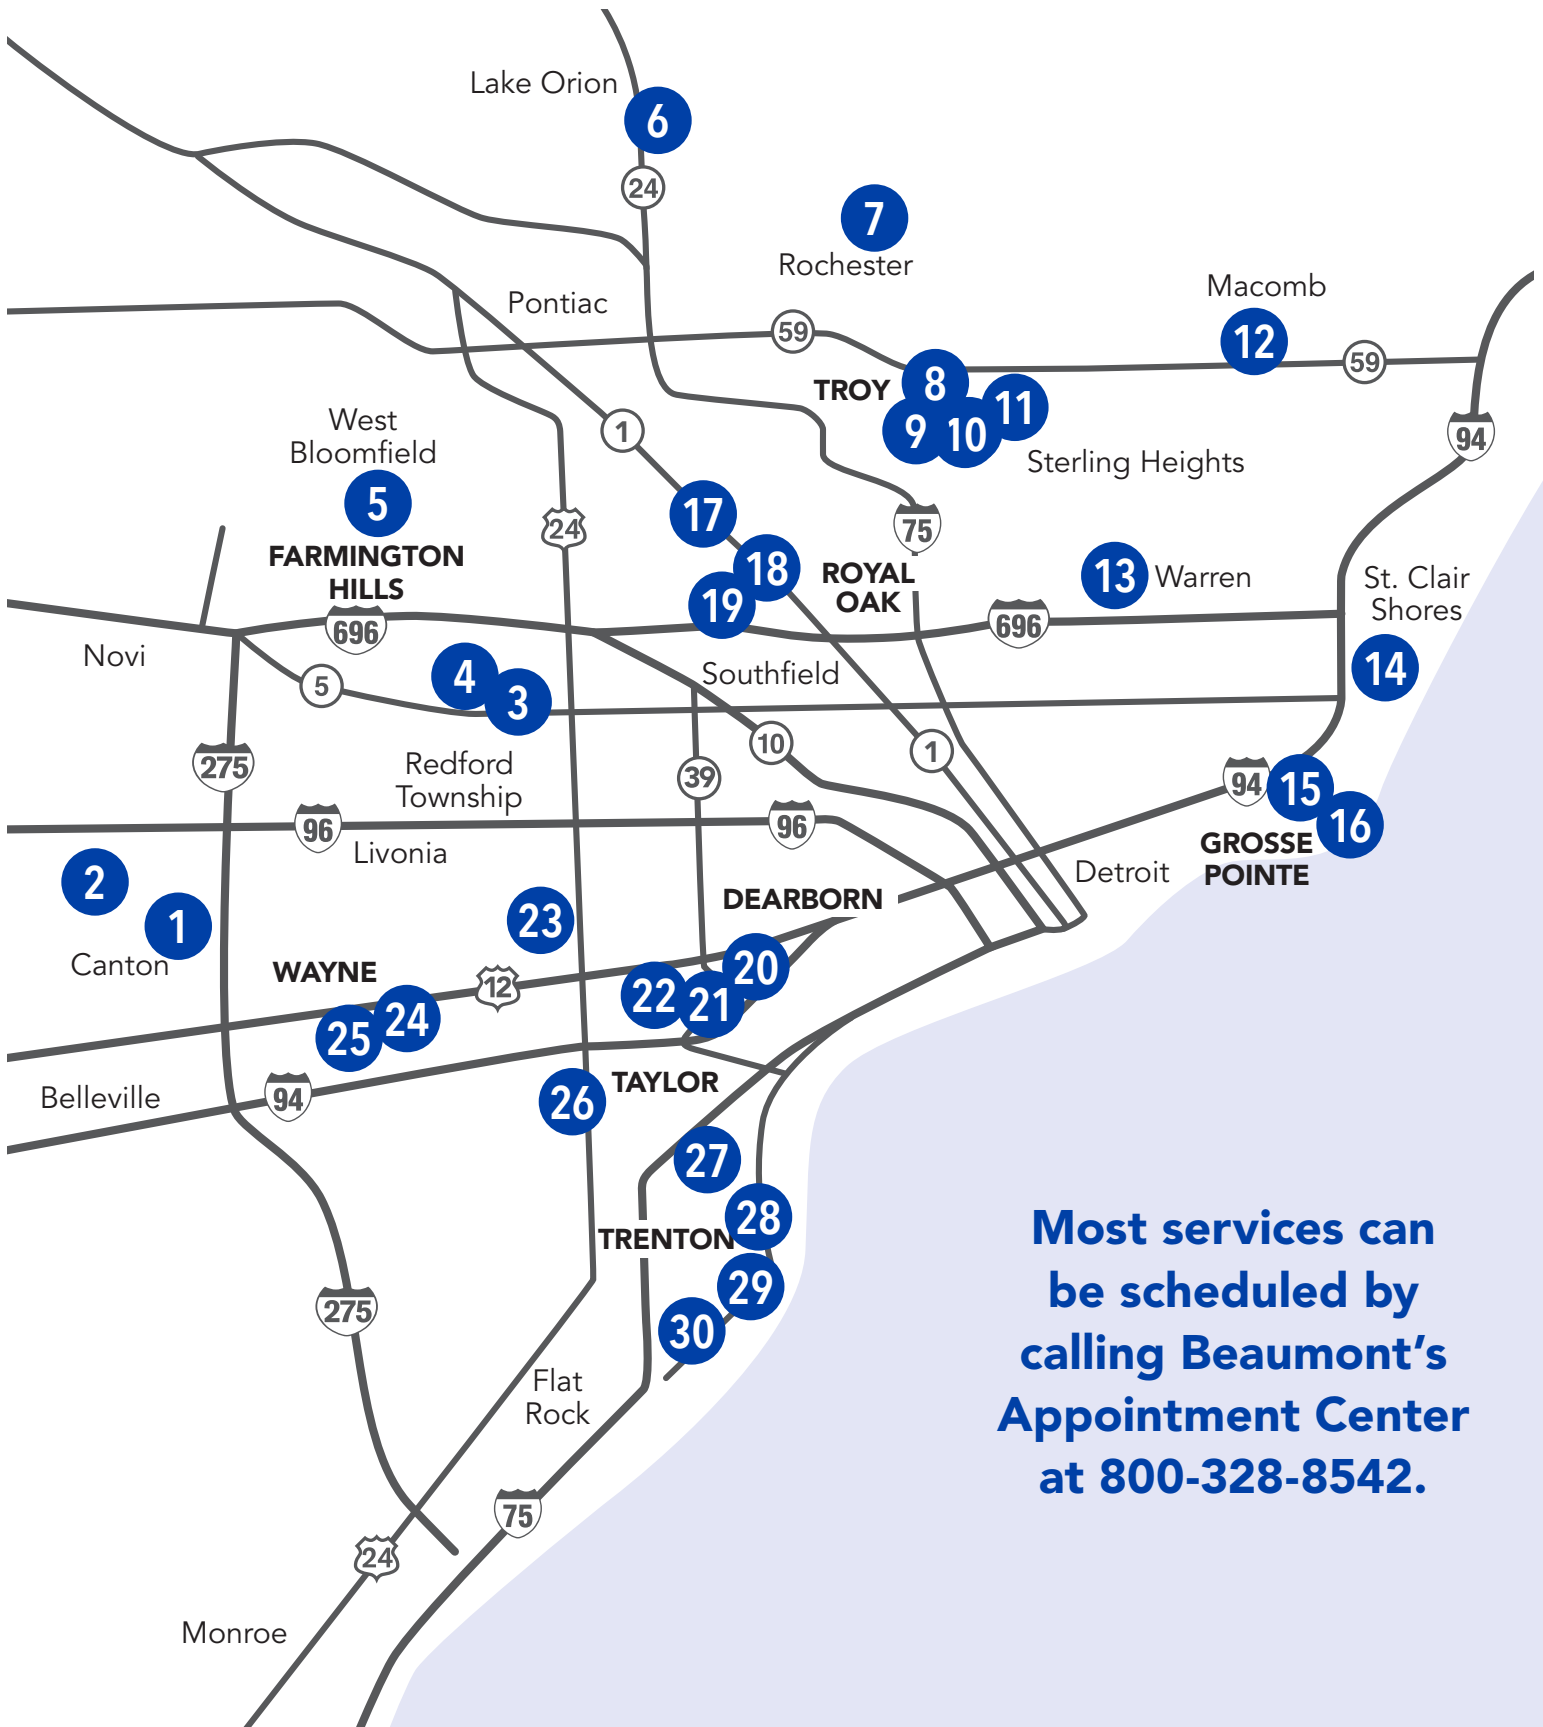 Lake Orion
6
24
7
Rochester
Macomb
Pontiac
59
12
59
TROY
8
11
9
10
West
Bloomfield
1
94
Sterling Heights
5
17
24
75
FARMINGTON
HILLS
18
ROYAL
OAK
13
Warren
St. Clair
Shores
19
696
696
Novi
4
3
5
Southfield
14
275
Redford
Township
39
10
1
94
15
16
96
96
Livonia
GROSSE
POINTE
Detroit
2
1
Canton
23
DEARBORN
WAYNE
12
20
22
21
25
24
Belleville
94
TAYLOR
26
27
28
TRENTON
29
275
30
Flat
Rock
75
24
Monroe
Most services can
be scheduled by
calling Beaumont’s
Appointment Center
at 800-328-8542.